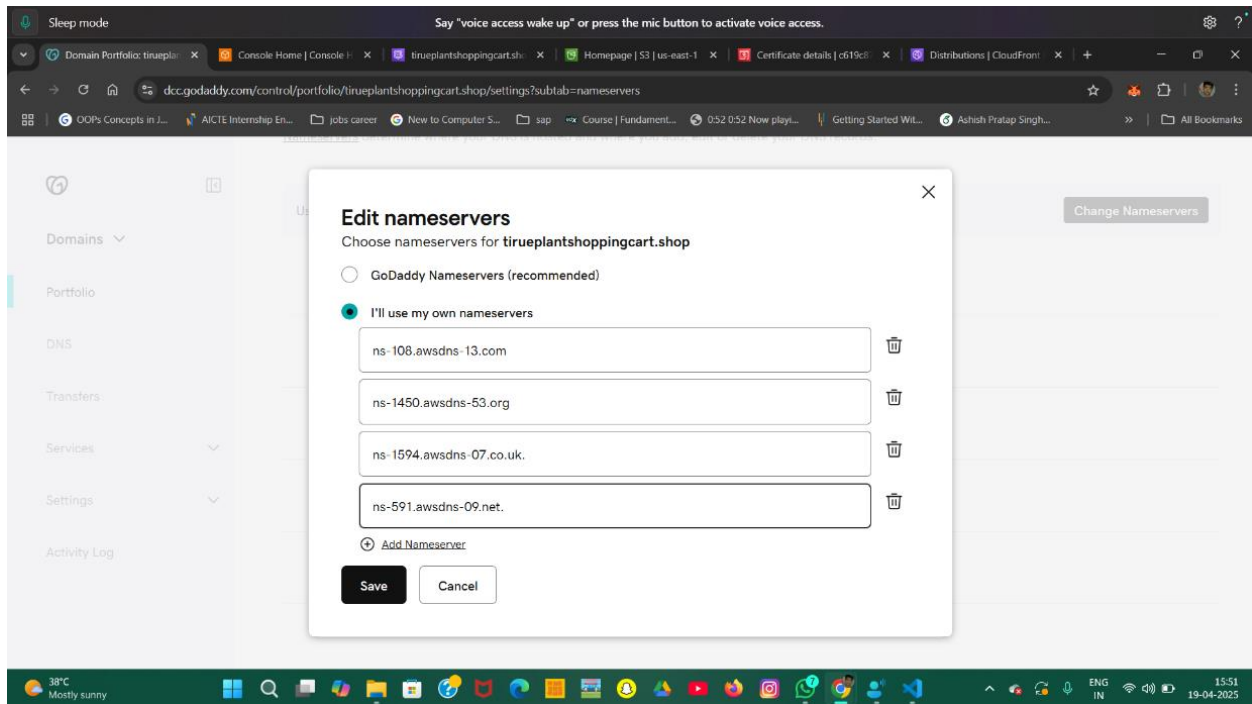 Sleep mode
Say "voice access wake up" or press the mic button to activate voice access.
Domain Portfolio: tirueplan
Console Home | Console H
tirueplantshoppingcart.sh
Homepage | S3 | us-east-1
Certificate details | c619c8
Distributions | CloudFront
dcc.godaddy.com/control/portfolio/tirueplantshoppingcart.shop/settings?subtab=nameservers
OOPs Concepts in J...
AICTE Internship En...
jobs career
New to Computer S...
sap
Course | Fundament...
0:52 0:52 Now playi...
Getting Started Wit...
Ashish Pratap Singh...
»
All Bookmarks
Domains
Portfolio
DNS
Transfers
Services
Settings
Activity Log
Us
Change Nameservers
Edit nameservers
Choose nameservers for tirueplantshoppingcart.shop
GoDaddy Nameservers (recommended)
I'll use my own nameservers
ns-108.awsdns-13.com
ns-1450.awsdns-53.org
ns-1594.awsdns-07.co.uk.
ns-591.awsdns-09.net.
Add Nameserver
Save
Cancel
38°C
Mostly sunny
ENG
IN
15:51
19-04-2025